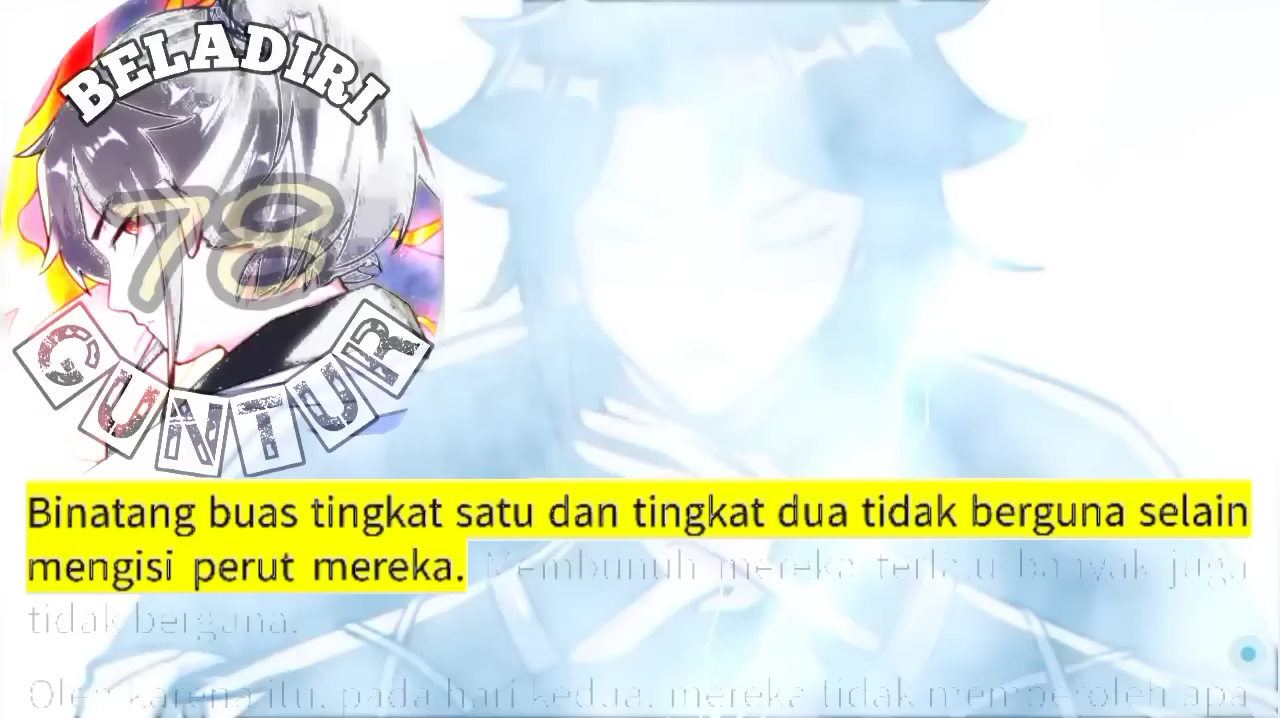 BELADIRI
78
GUNTUR
Binatang buas tingkat satu dan tingkat dua tidak berguna selain
mengisi perut mereka. Membunuh mereka terlalu banyak juga
tidak berguna.
Oleh karena itu, pada hari kedua, mereka tidak memperoleh apa